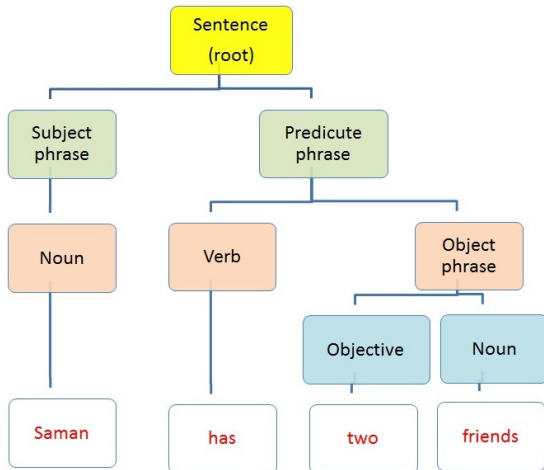 Sentence
(root)
Subject
phrase
Predicute
phrase
Noun
Verb
Object
phrase
Objective
Noun
Saman
has
two
friends